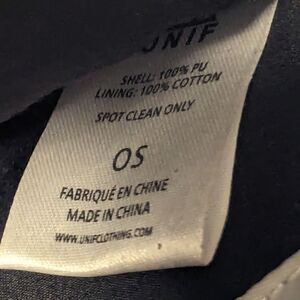 UNIF
SHELL: 100% PU
LINING: 100% COTTON
SPOT CLEAN ONLY
OS
FABRIQUÉ EN CHINE
MADE IN CHINA
WWW.UNIFCLOTHING.COM